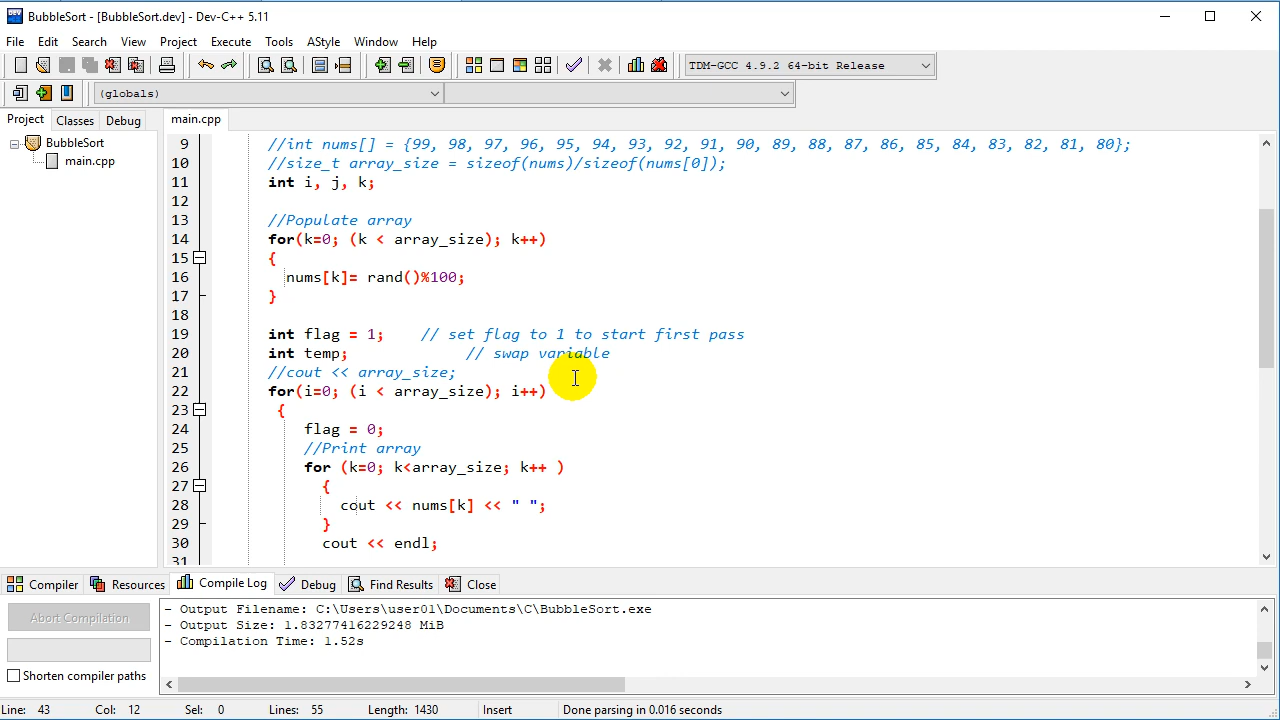 BubbleSort - [BubbleSort.dev] - Dev-C++ 5.11
File Edit Search View Project Execute Tools AStyle Window Help
TDM-GCC 4.9.2 64-bit Release
(globals)
Project Classes Debug
main.cpp
BubbleSort
main.cpp
9 //int nums[] = {99, 98, 97, 96, 95, 94, 93, 92, 91, 90, 89, 88, 87, 86, 85, 84, 83, 82, 81, 80};
10 //size_t array_size = sizeof(nums)/sizeof(nums[0]);
11 int i, j, k;
12
13 //Populate array
14 for(k=0; (k < array_size); k++)
15 {
16 nums[k]= rand()%100;
17 }
18
19 int flag = 1; // set flag to 1 to start first pass
20 int temp; // swap variable
21 //cout << array_size;
22 for(i=0; (i < array_size); i++)
23 {
24 flag = 0;
25 //Print array
26 for (k=0; k<array_size; k++ )
27 {
28 cout << nums[k] << " ";
29 }
30 cout << endl;
31
Compiler Resources Compile Log Debug Find Results Close
Abort Compilation
Shorten compiler paths
- Output Filename: C:\Users\user01\Documents\C\BubbleSort.exe
- Output Size: 1.83277416229248 MiB
- Compilation Time: 1.52s
Line: 43 Col: 12 Sel: 0 Lines: 55 Length: 1430 Insert Done parsing in 0.016 seconds